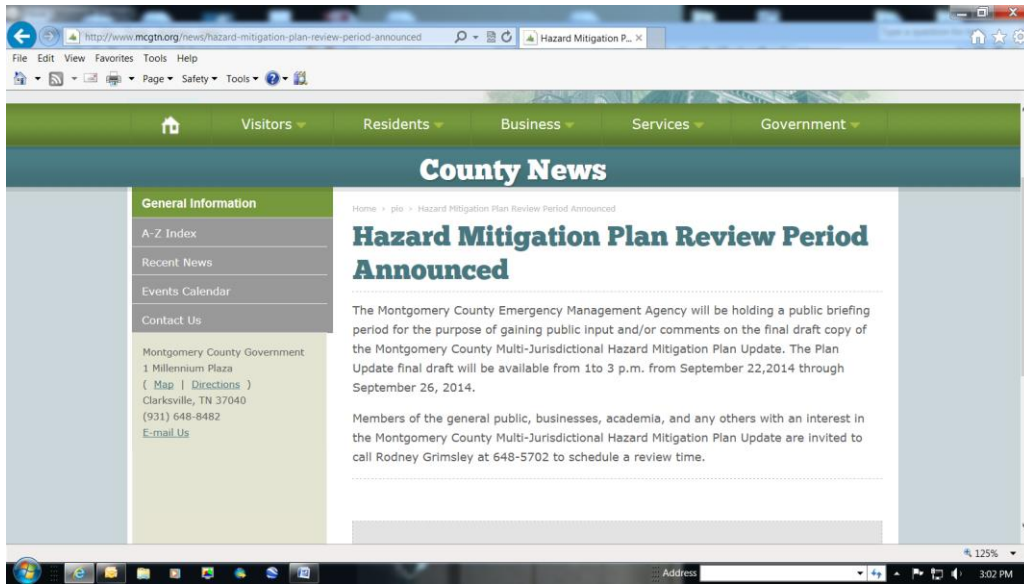 http://www.mcgtn.org/news/hazard-mitigation-plan-review-period-announced
Hazard Mitigation P...
File Edit View Favorites Tools Help
Page Safety Tools
Visitors Residents Business Services Government
County News
General Information
A-Z Index
Recent News
Events Calendar
Contact Us
Montgomery County Government
1 Millennium Plaza
( Map | Directions )
Clarksville, TN 37040
(931) 648-8482
E-mail Us
Home › pio › Hazard Mitigation Plan Review Period Announced
Hazard Mitigation Plan Review Period
Announced
The Montgomery County Emergency Management Agency will be holding a public briefing
period for the purpose of gaining public input and/or comments on the final draft copy of
the Montgomery County Multi-Jurisdictional Hazard Mitigation Plan Update. The Plan
Update final draft will be available from 1to 3 p.m. from September 22,2014 through
September 26, 2014.
Members of the general public, businesses, academia, and any others with an interest in
the Montgomery County Multi-Jurisdictional Hazard Mitigation Plan Update are invited to
call Rodney Grimsley at 648-5702 to schedule a review time.
125%
Address
3:02 PM